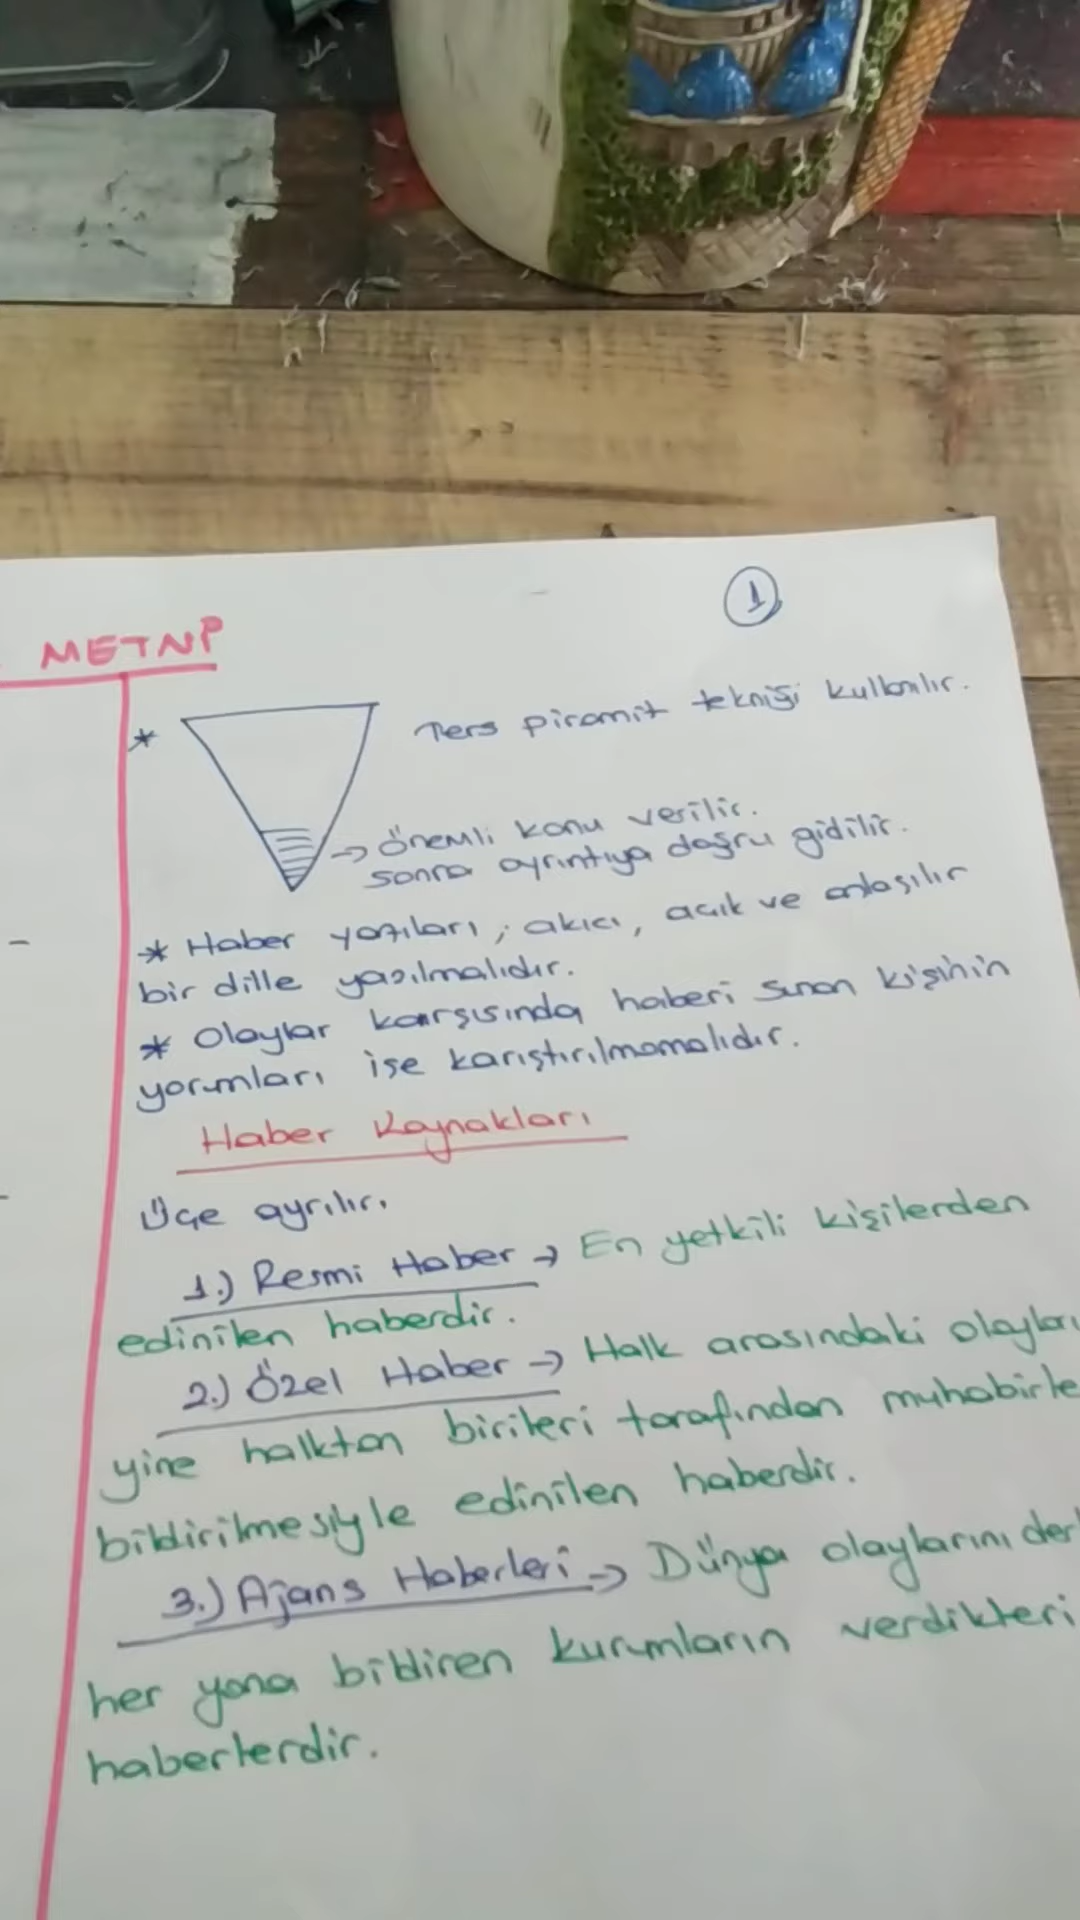 1
METNİ
* Ters piramit tekniği kullanılır.
→ önemli konu verilir.
sonra ayrıntıya doğru gidilir.
* Haber yazıları; akıcı, açık ve anlaşılır
bir dille yazılmalıdır.
* Olaylar karşısında haberi sunan kişinin
yorumları ise karıştırılmamalıdır.
Haber Kaynakları
Üçe ayrılır.
1.) Resmi Haber → En yetkili kişilerden
edinilen haberdir.
2.) Özel Haber → Halk arasındaki olayları
yine halktan birileri tarafından
bildirilmesiyle edinilen haberdir.
3.) Ajans Haberleri → Dünya olaylarını
her yana bildiren kurumların verdikleri
haberlerdir.